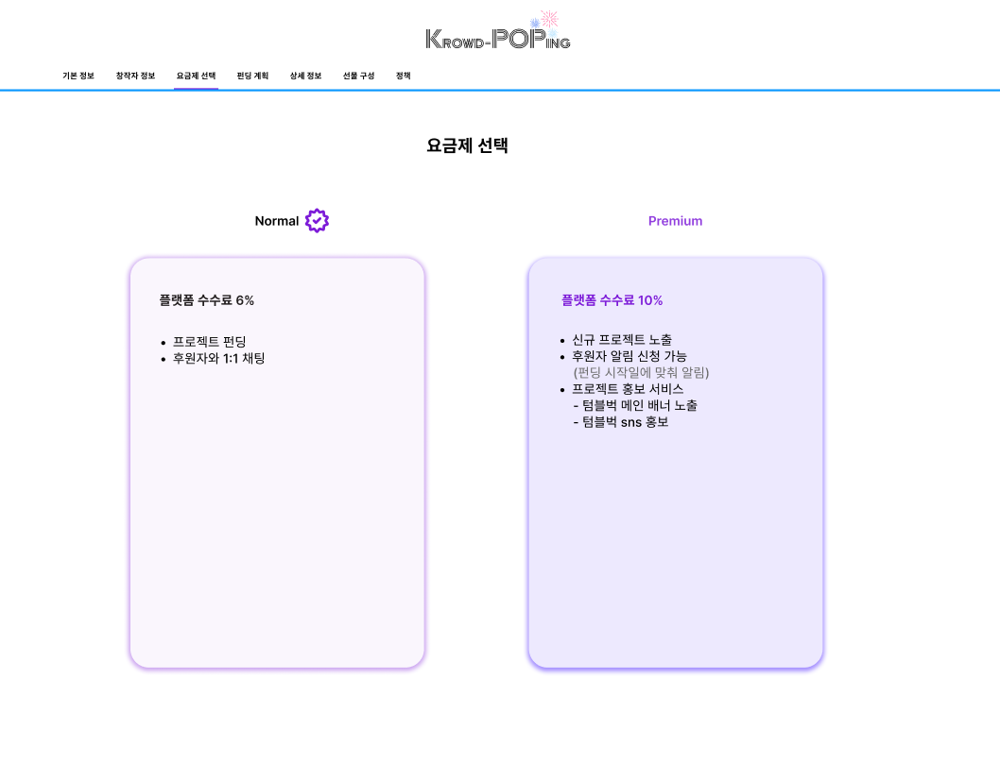 KROWD-POPING
기본 정보 창작자 정보 요금제 선택 펀딩 계획 상세 정보 선물 구성 정책
요금제 선택
Normal
플랫폼 수수료 6%
• 프로젝트 펀딩
• 후원자와 1:1 채팅
Premium
플랫폼 수수료 10%
• 신규 프로젝트 노출
• 후원자 알림 신청 가능
(펀딩 시작일에 맞춰 알림)
• 프로젝트 홍보 서비스
- 텀블벅 메인 배너 노출
- 텀블벅 sns 홍보